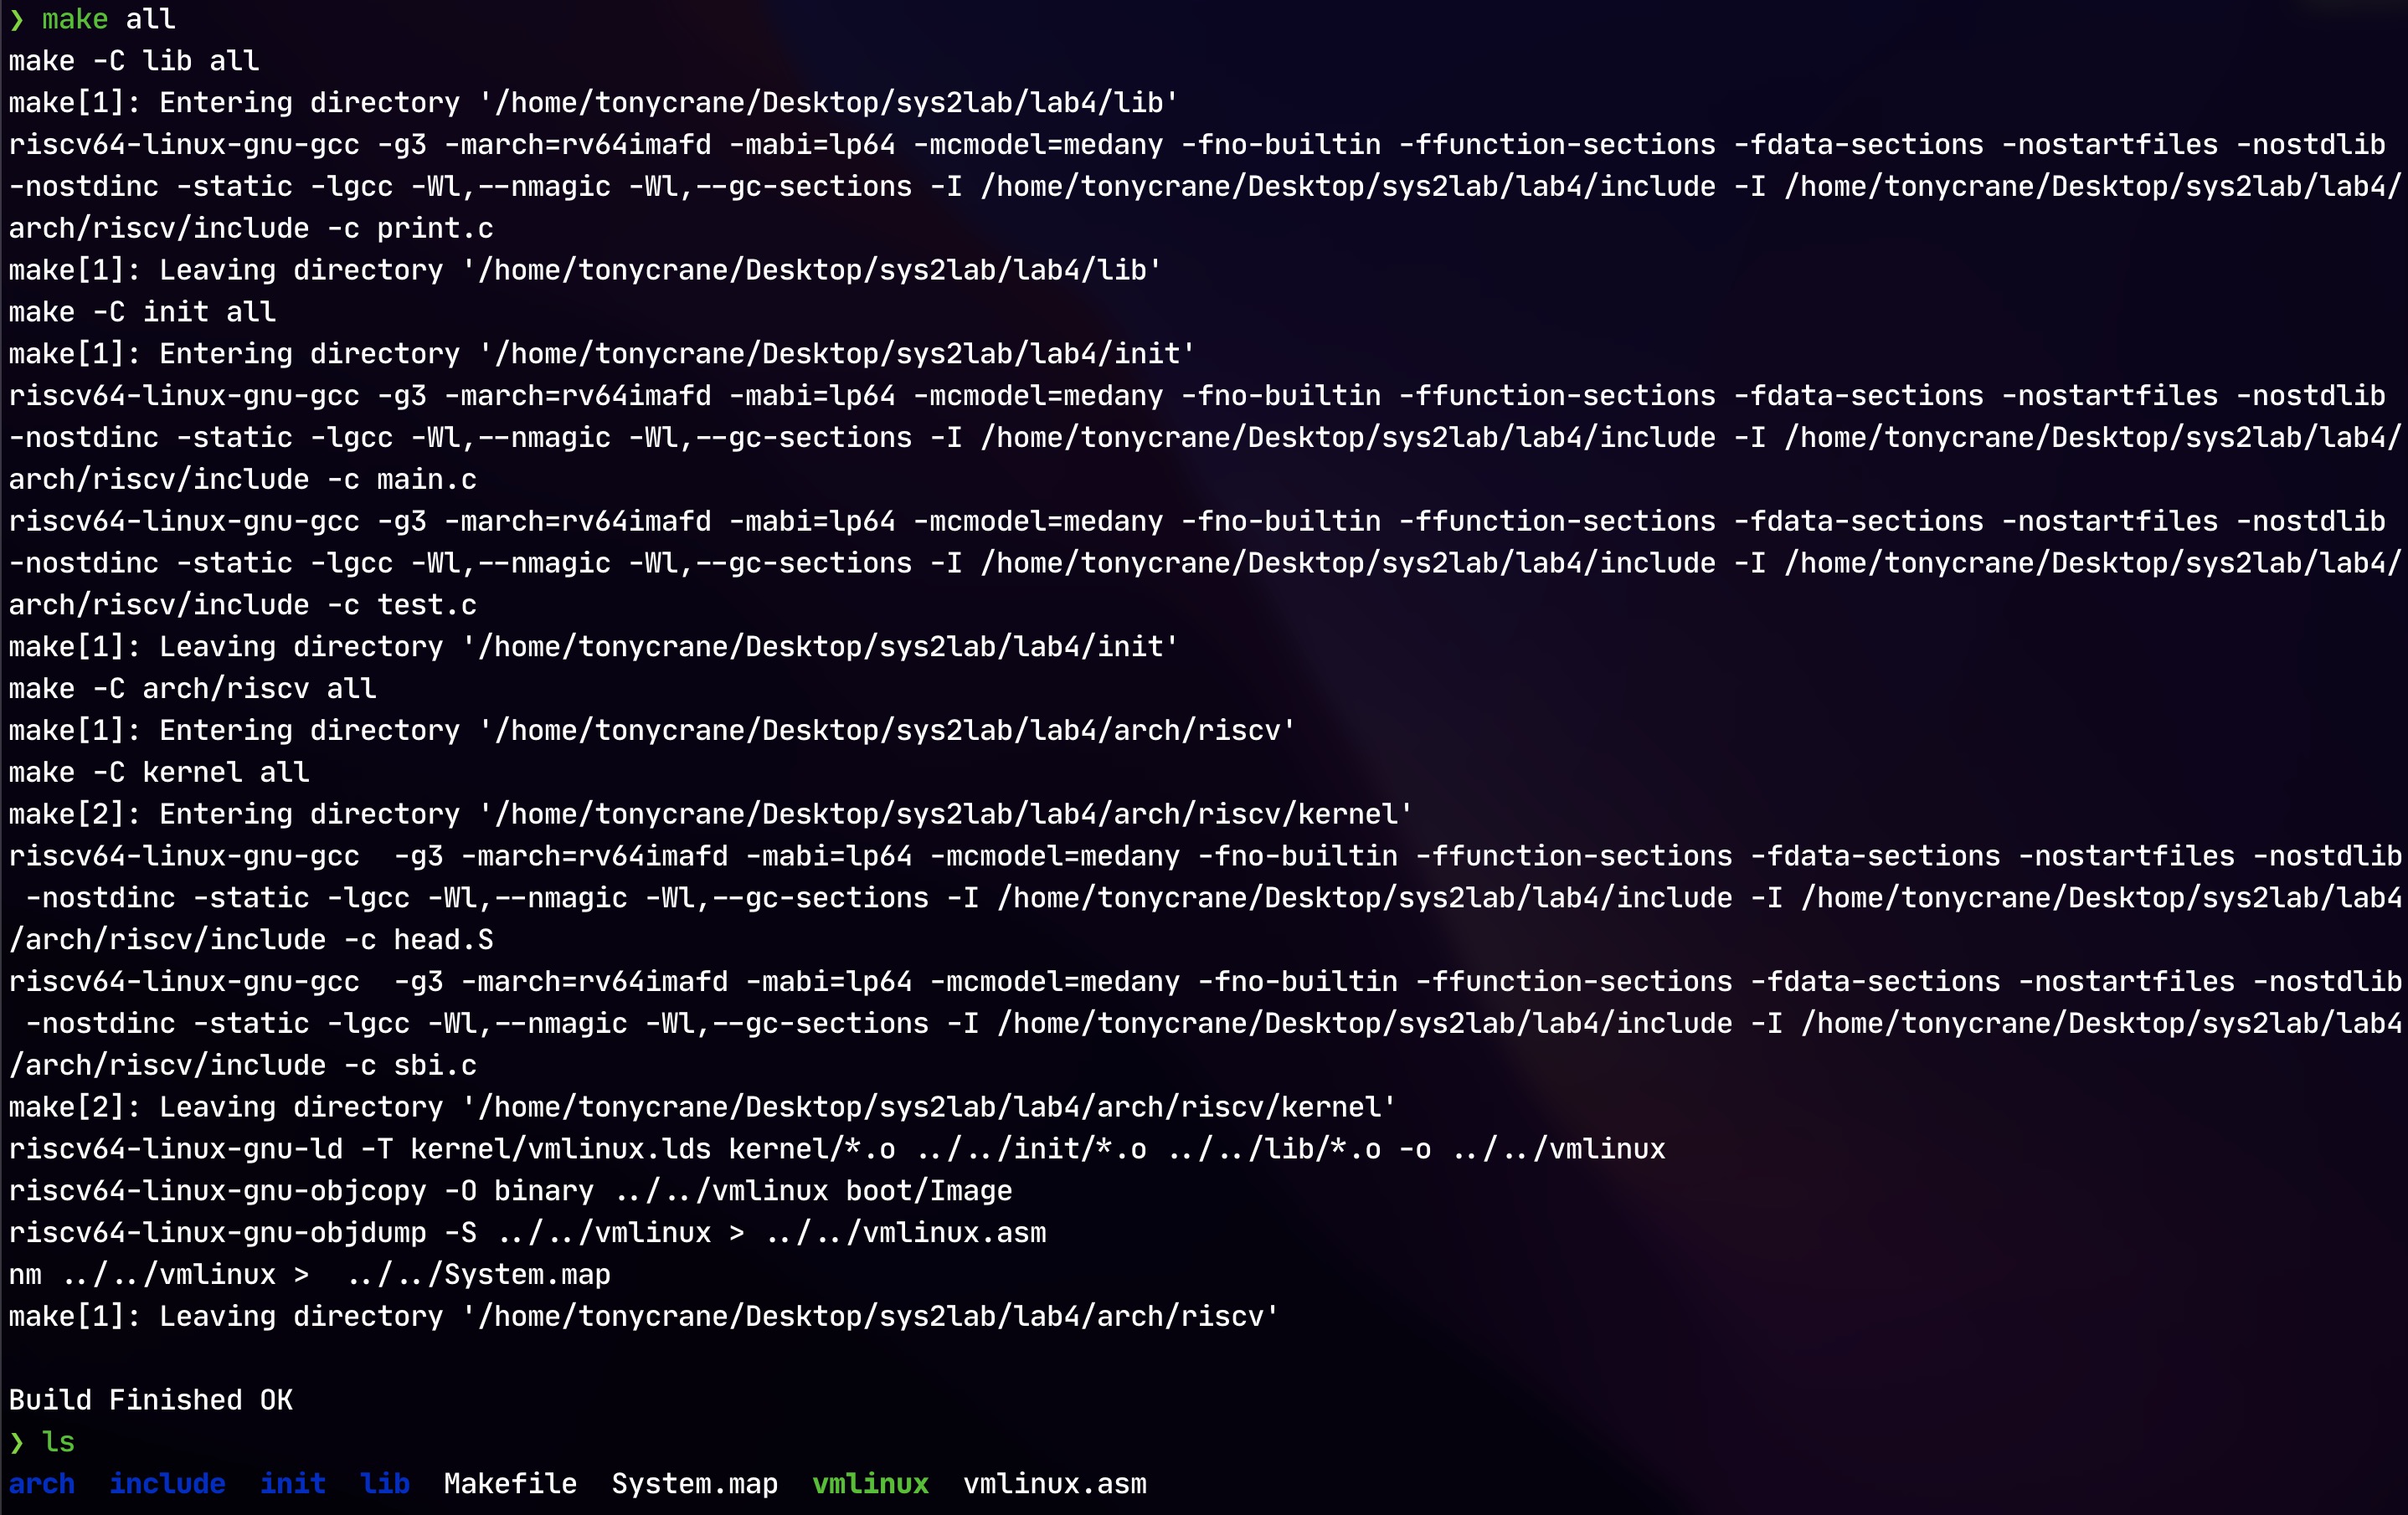 ❯ make all
make -C lib all
make[1]: Entering directory '/home/tonycrane/Desktop/sys2lab/lab4/lib'
riscv64-linux-gnu-gcc -g3 -march=rv64imafd -mabi=lp64 -mcmodel=medany -fno-builtin -ffunction-sections -fdata-sections -nostartfiles -nostdlib
-nostdinc -static -lgcc -Wl,--nmagic -Wl,--gc-sections -I /home/tonycrane/Desktop/sys2lab/lab4/include -I /home/tonycrane/Desktop/sys2lab/lab4/
arch/riscv/include -c print.c
make[1]: Leaving directory '/home/tonycrane/Desktop/sys2lab/lab4/lib'
make -C init all
make[1]: Entering directory '/home/tonycrane/Desktop/sys2lab/lab4/init'
riscv64-linux-gnu-gcc -g3 -march=rv64imafd -mabi=lp64 -mcmodel=medany -fno-builtin -ffunction-sections -fdata-sections -nostartfiles -nostdlib
-nostdinc -static -lgcc -Wl,--nmagic -Wl,--gc-sections -I /home/tonycrane/Desktop/sys2lab/lab4/include -I /home/tonycrane/Desktop/sys2lab/lab4/
arch/riscv/include -c main.c
riscv64-linux-gnu-gcc -g3 -march=rv64imafd -mabi=lp64 -mcmodel=medany -fno-builtin -ffunction-sections -fdata-sections -nostartfiles -nostdlib
-nostdinc -static -lgcc -Wl,--nmagic -Wl,--gc-sections -I /home/tonycrane/Desktop/sys2lab/lab4/include -I /home/tonycrane/Desktop/sys2lab/lab4/
arch/riscv/include -c test.c
make[1]: Leaving directory '/home/tonycrane/Desktop/sys2lab/lab4/init'
make -C arch/riscv all
make[1]: Entering directory '/home/tonycrane/Desktop/sys2lab/lab4/arch/riscv'
make -C kernel all
make[2]: Entering directory '/home/tonycrane/Desktop/sys2lab/lab4/arch/riscv/kernel'
riscv64-linux-gnu-gcc  -g3 -march=rv64imafd -mabi=lp64 -mcmodel=medany -fno-builtin -ffunction-sections -fdata-sections -nostartfiles -nostdlib
 -nostdinc -static -lgcc -Wl,--nmagic -Wl,--gc-sections -I /home/tonycrane/Desktop/sys2lab/lab4/include -I /home/tonycrane/Desktop/sys2lab/lab4
/arch/riscv/include -c head.S
riscv64-linux-gnu-gcc  -g3 -march=rv64imafd -mabi=lp64 -mcmodel=medany -fno-builtin -ffunction-sections -fdata-sections -nostartfiles -nostdlib
 -nostdinc -static -lgcc -Wl,--nmagic -Wl,--gc-sections -I /home/tonycrane/Desktop/sys2lab/lab4/include -I /home/tonycrane/Desktop/sys2lab/lab4
/arch/riscv/include -c sbi.c
make[2]: Leaving directory '/home/tonycrane/Desktop/sys2lab/lab4/arch/riscv/kernel'
riscv64-linux-gnu-ld -T kernel/vmlinux.lds kernel/*.o ../../init/*.o ../../lib/*.o -o ../../vmlinux
riscv64-linux-gnu-objcopy -O binary ../../vmlinux boot/Image
riscv64-linux-gnu-objdump -S ../../vmlinux > ../../vmlinux.asm
nm ../../vmlinux >  ../../System.map
make[1]: Leaving directory '/home/tonycrane/Desktop/sys2lab/lab4/arch/riscv'

Build Finished OK
❯ ls
arch  include  init  lib  Makefile  System.map  vmlinux  vmlinux.asm